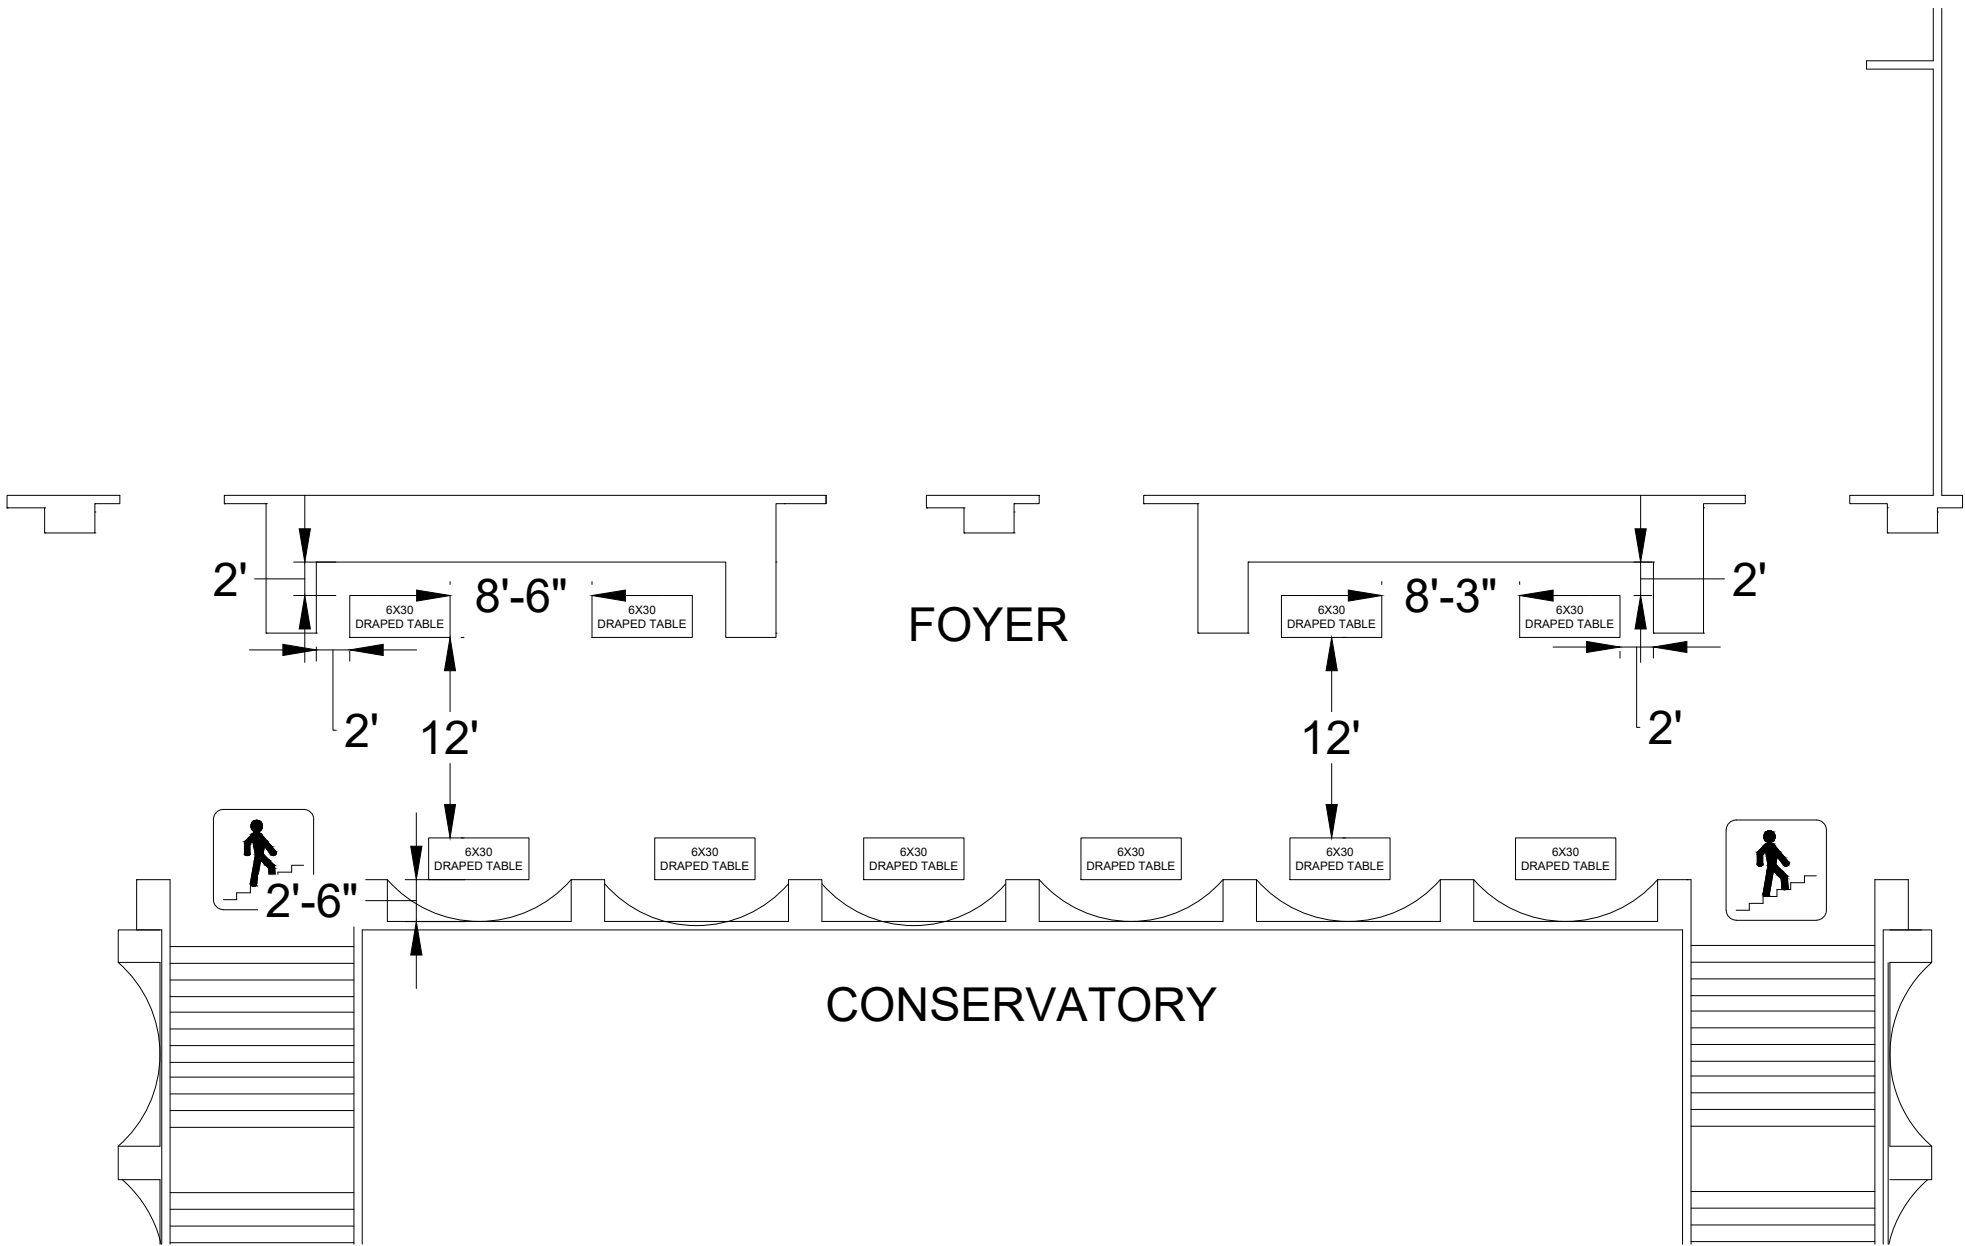 2'
8'-6"
8'-3"
2'
6X30
DRAPED TABLE
6X30
DRAPED TABLE
FOYER
6X30
DRAPED TABLE
6X30
DRAPED TABLE
2'
12'
12'
2'
6X30
DRAPED TABLE
6X30
DRAPED TABLE
6X30
DRAPED TABLE
6X30
DRAPED TABLE
6X30
DRAPED TABLE
6X30
DRAPED TABLE
2'-6"
CONSERVATORY